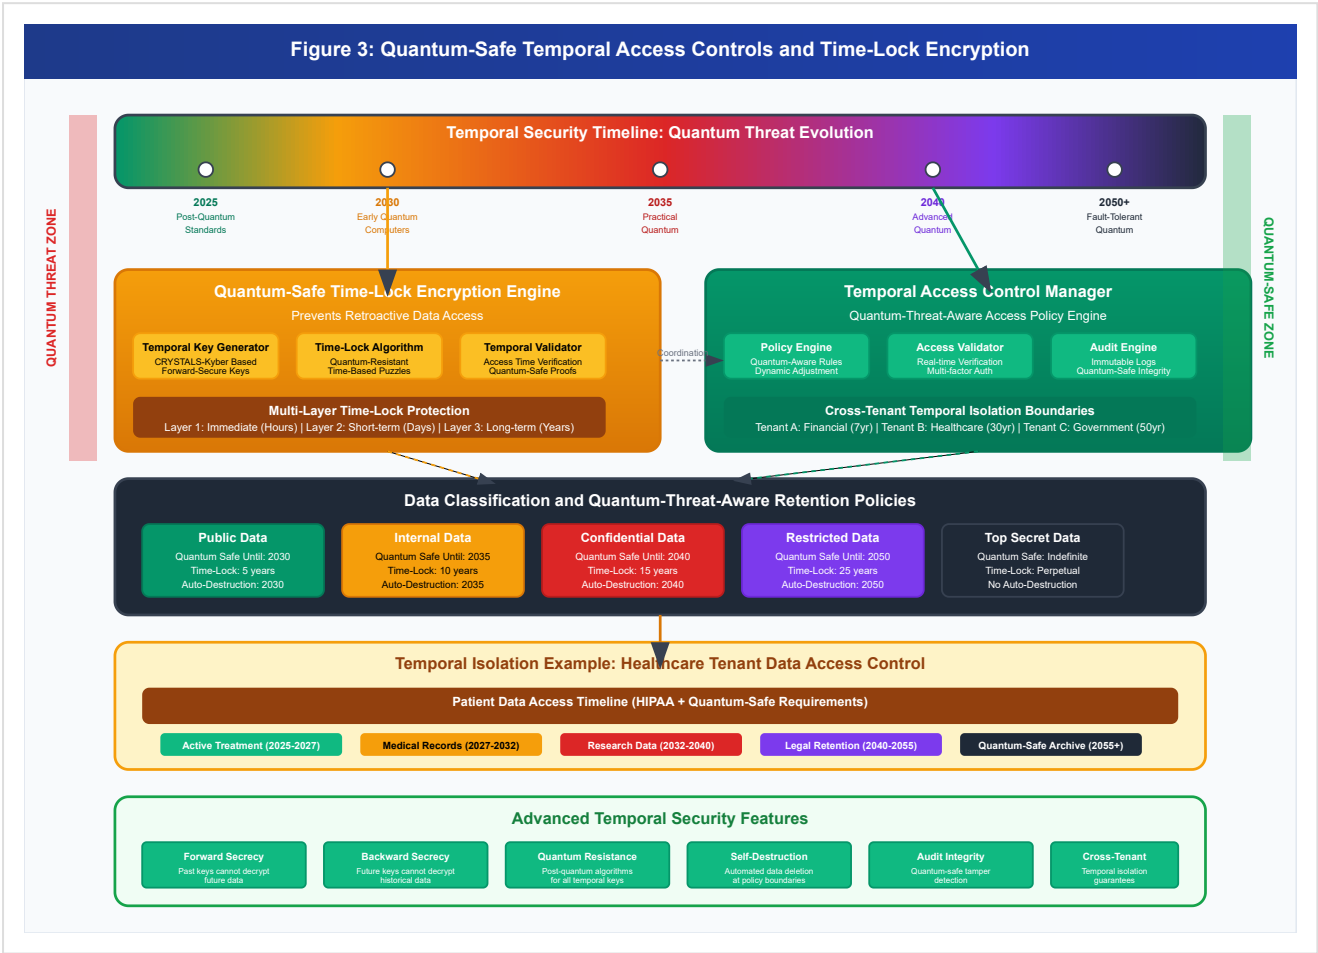 Figure 3: Quantum-Safe Temporal Access Controls and Time-Lock Encryption
QUANTUM THREAT ZONE
QUANTUM-SAFE ZONE
Temporal Security Timeline: Quantum Threat Evolution
2025
Post-Quantum
Standards
2030
Early Quantum
Computers
2035
Practical
Quantum
2040
Advanced
Quantum
2050+
Fault-Tolerant
Quantum
Quantum-Safe Time-Lock Encryption Engine
Prevents Retroactive Data Access
Temporal Key Generator
CRYSTALS-Kyber Based
Forward-Secure Keys
Time-Lock Algorithm
Quantum-Resistant
Time-Based Puzzles
Temporal Validator
Access Time Verification
Quantum-Safe Proofs
Multi-Layer Time-Lock Protection
Layer 1: Immediate (Hours) | Layer 2: Short-term (Days) | Layer 3: Long-term (Years)
Coordination
Temporal Access Control Manager
Quantum-Threat-Aware Access Policy Engine
Policy Engine
Quantum-Aware Rules
Dynamic Adjustment
Access Validator
Real-time Verification
Multi-factor Auth
Audit Engine
Immutable Logs
Quantum-Safe Integrity
Cross-Tenant Temporal Isolation Boundaries
Tenant A: Financial (7yr) | Tenant B: Healthcare (30yr) | Tenant C: Government (50yr)
Data Classification and Quantum-Threat-Aware Retention Policies
Public Data
Quantum Safe Until: 2030
Time-Lock: 5 years
Auto-Destruction: 2030
Internal Data
Quantum Safe Until: 2035
Time-Lock: 10 years
Auto-Destruction: 2035
Confidential Data
Quantum Safe Until: 2040
Time-Lock: 15 years
Auto-Destruction: 2040
Restricted Data
Quantum Safe Until: 2050
Time-Lock: 25 years
Auto-Destruction: 2050
Top Secret Data
Quantum Safe: Indefinite
Time-Lock: Perpetual
No Auto-Destruction
Temporal Isolation Example: Healthcare Tenant Data Access Control
Patient Data Access Timeline (HIPAA + Quantum-Safe Requirements)
Active Treatment (2025-2027)
Medical Records (2027-2032)
Research Data (2032-2040)
Legal Retention (2040-2055)
Quantum-Safe Archive (2055+)
Advanced Temporal Security Features
Forward Secrecy
Past keys cannot decrypt
future data
Backward Secrecy
Future keys cannot decrypt
historical data
Quantum Resistance
Post-quantum algorithms
for all temporal keys
Self-Destruction
Automated data deletion
at policy boundaries
Audit Integrity
Quantum-safe tamper
detection
Cross-Tenant
Temporal isolation
guarantees